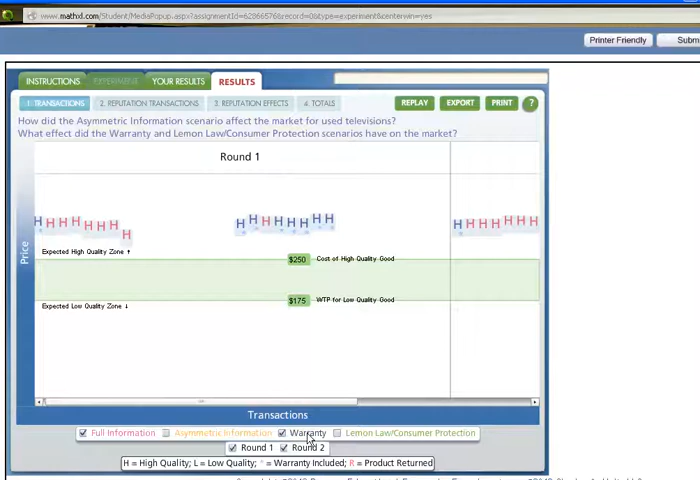 www.mathxl.com/Student/MediaPopup.aspx?assignmentId=62866576&record=0&type=experiment&centerwin=yes
Printer Friendly
Subm
INSTRUCTIONS
EXPERIMENT
YOUR RESULTS
RESULTS
1. TRANSACTIONS
2. REPUTATION TRANSACTIONS
3. REPUTATION EFFECTS
4. TOTALS
REPLAY
EXPORT
PRINT
?
How did the Asymmetric Information scenario affect the market for used televisions?
What effect did the Warranty and Lemon Law/Consumer Protection scenarios have on the market?
Round 1
H H H H H H H H
H H H H H H H H
H H H H H H H
Price
Expected High Quality Zone ↑
$250 Cost of High Quality Good
$175 WTP for Low Quality Good
Expected Low Quality Zone ↓
Transactions
Full Information
Asymmetric Information
Warranty
Lemon Law/Consumer Protection
Round 1
Round 2
H = High Quality; L = Low Quality; * = Warranty Included; R = Product Returned